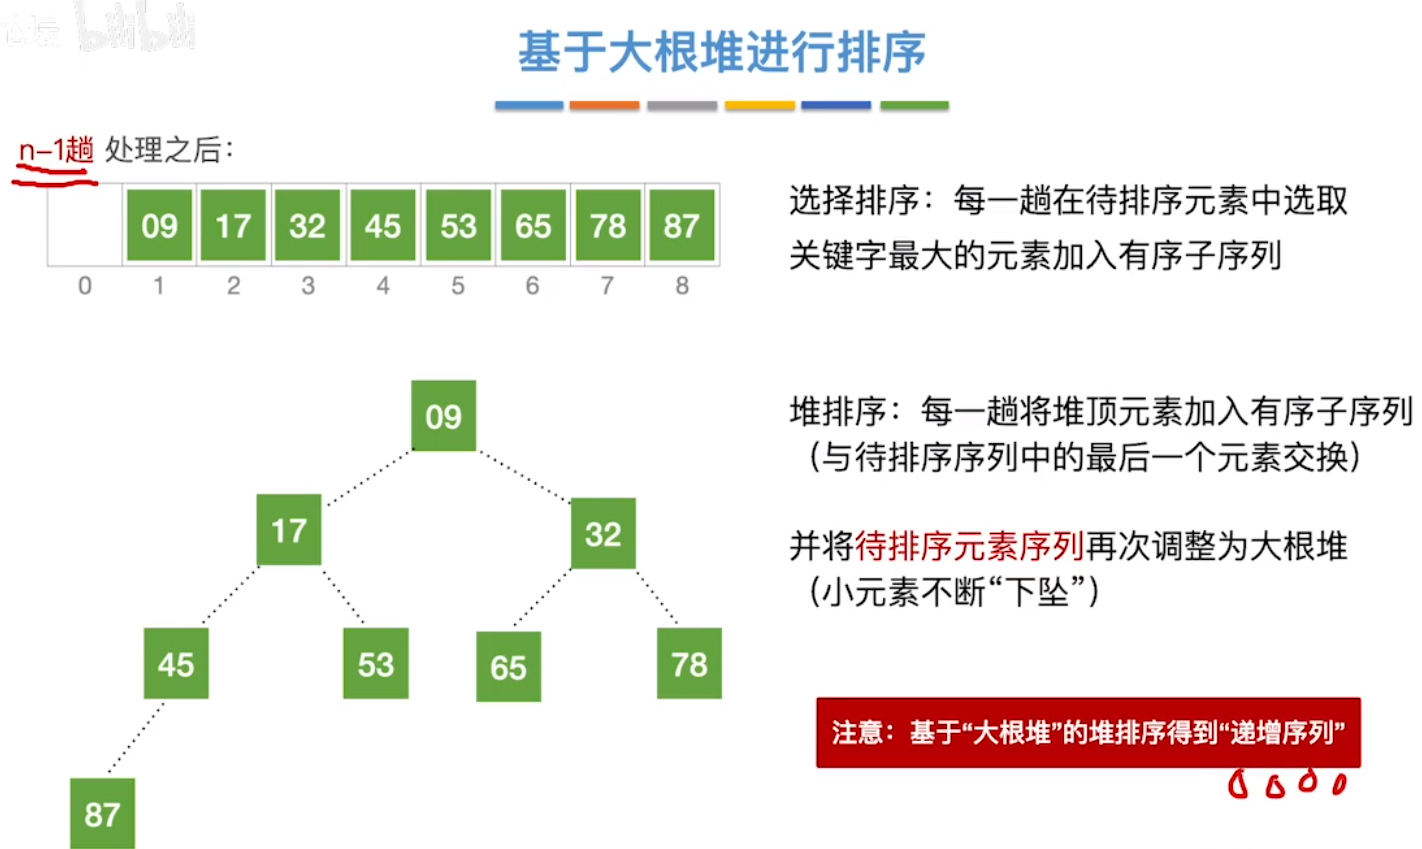 论坛 bilibili
基于大根堆进行排序
n-1趟 处理之后：
09 17 32 45 53 65 78 87
0 1 2 3 4 5 6 7 8
选择排序：每一趟在待排序元素中选取
关键字最大的元素加入有序子序列
09
17 32
45 53 65 78
87
堆排序：每一趟将堆顶元素加入有序子序列
（与待排序序列中的最后一个元素交换）
并将待排序元素序列再次调整为大根堆
（小元素不断“下坠”）
注意：基于“大根堆”的堆排序得到“递增序列”